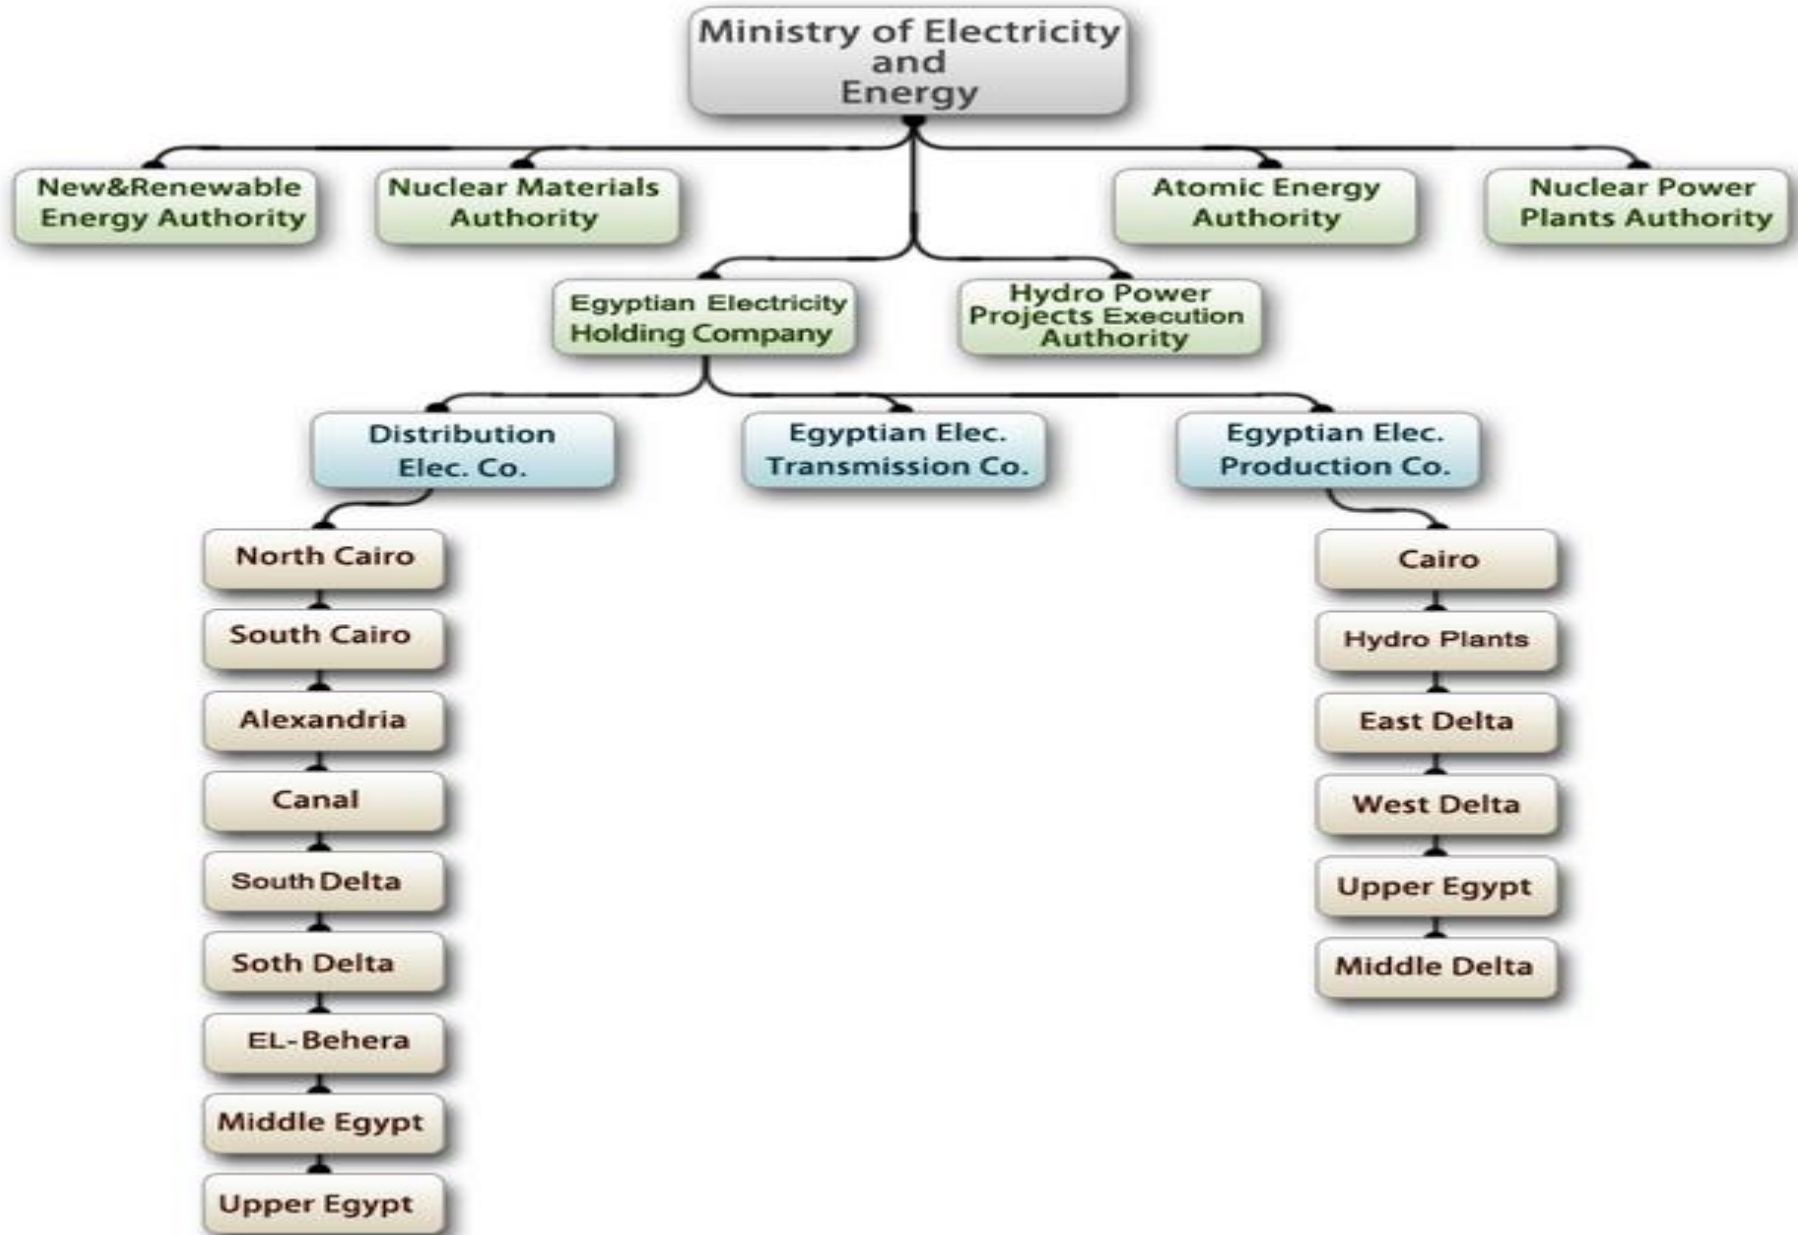 Ministry of Electricity
and
Energy
New&Renewable
Energy Authority
Nuclear Materials
Authority
Atomic Energy
Authority
Nuclear Power
Plants Authority
Egyptian Electricity
Holding Company
Hydro Power
Projects Execution
Authority
Distribution
Elec. Co.
Egyptian Elec.
Transmission Co.
Egyptian Elec.
Production Co.
North Cairo
South Cairo
Alexandria
Canal
South Delta
Soth Delta
EL-Behera
Middle Egypt
Upper Egypt
Cairo
Hydro Plants
East Delta
West Delta
Upper Egypt
Middle Delta